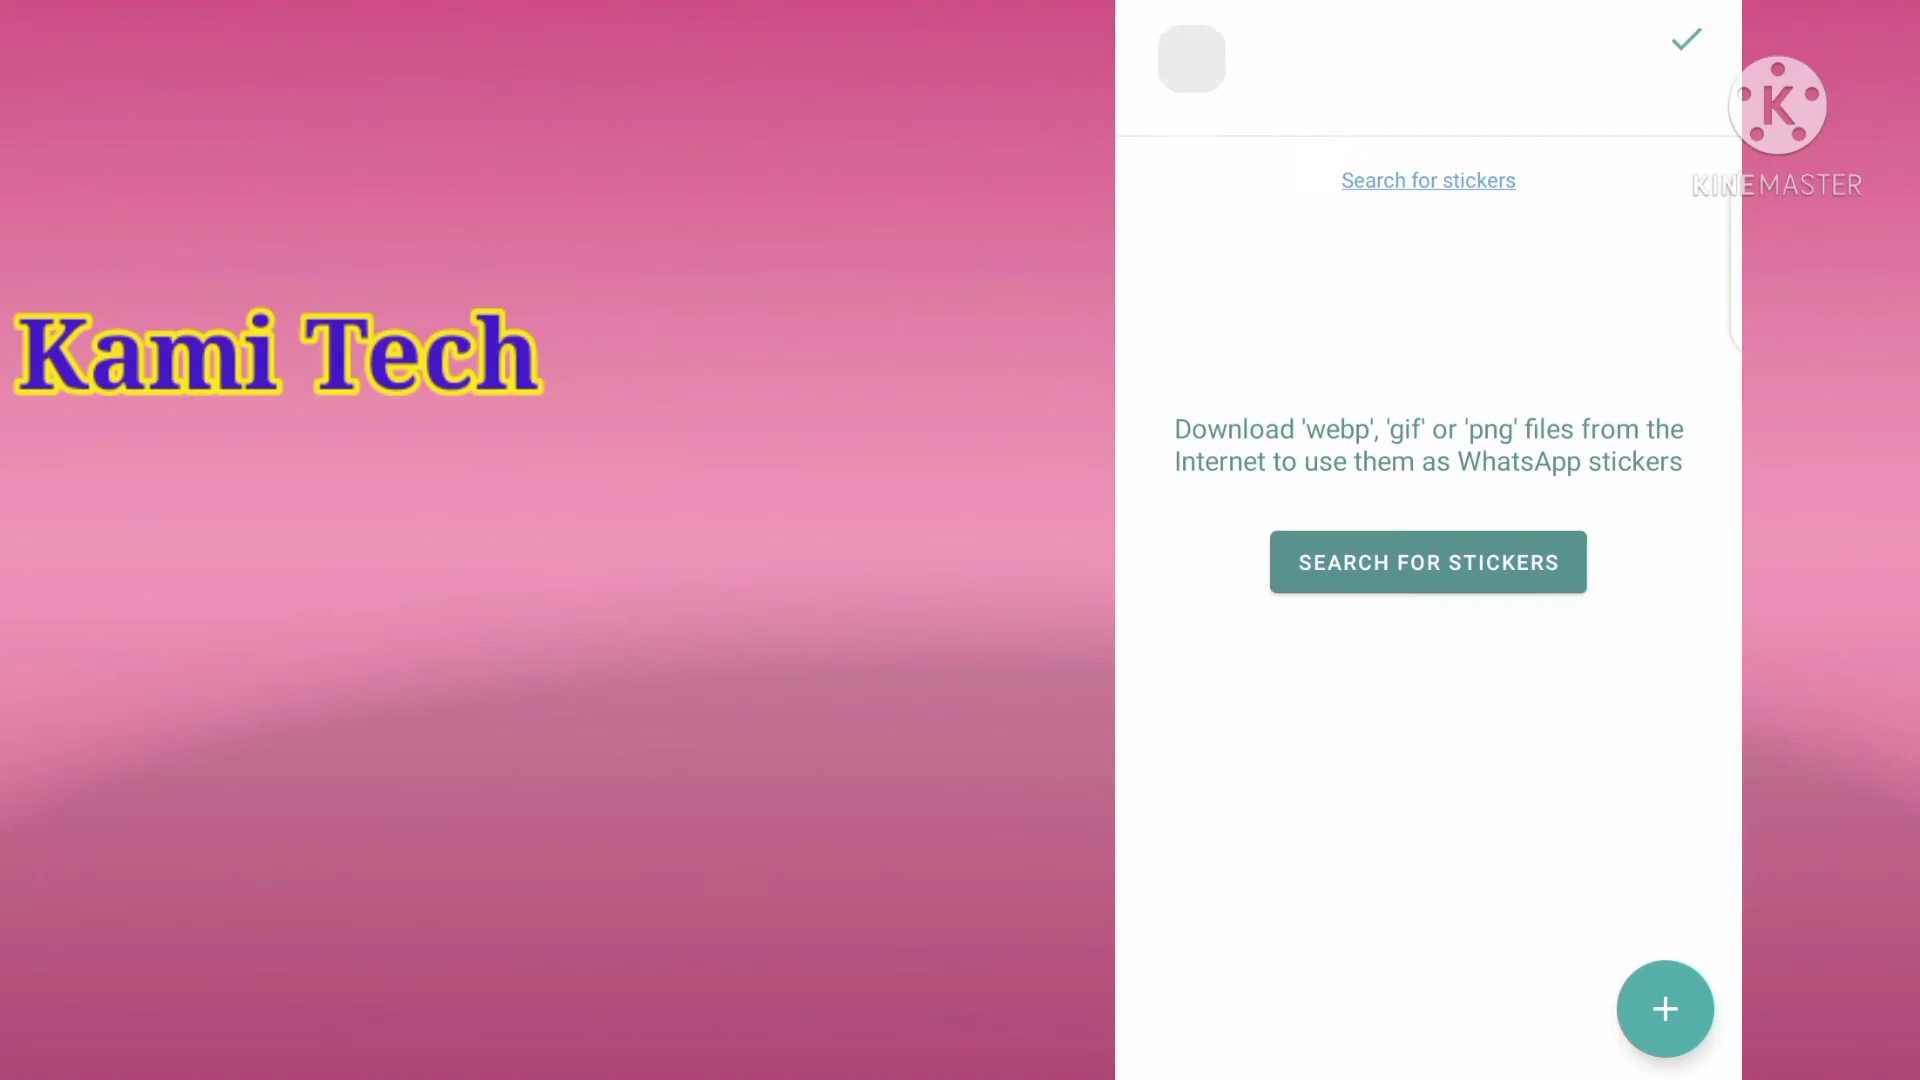 K
KINEMASTER
Search for stickers
Kami Tech
Download 'webp', 'gif' or 'png' files from the
Internet to use them as WhatsApp stickers
SEARCH FOR STICKERS